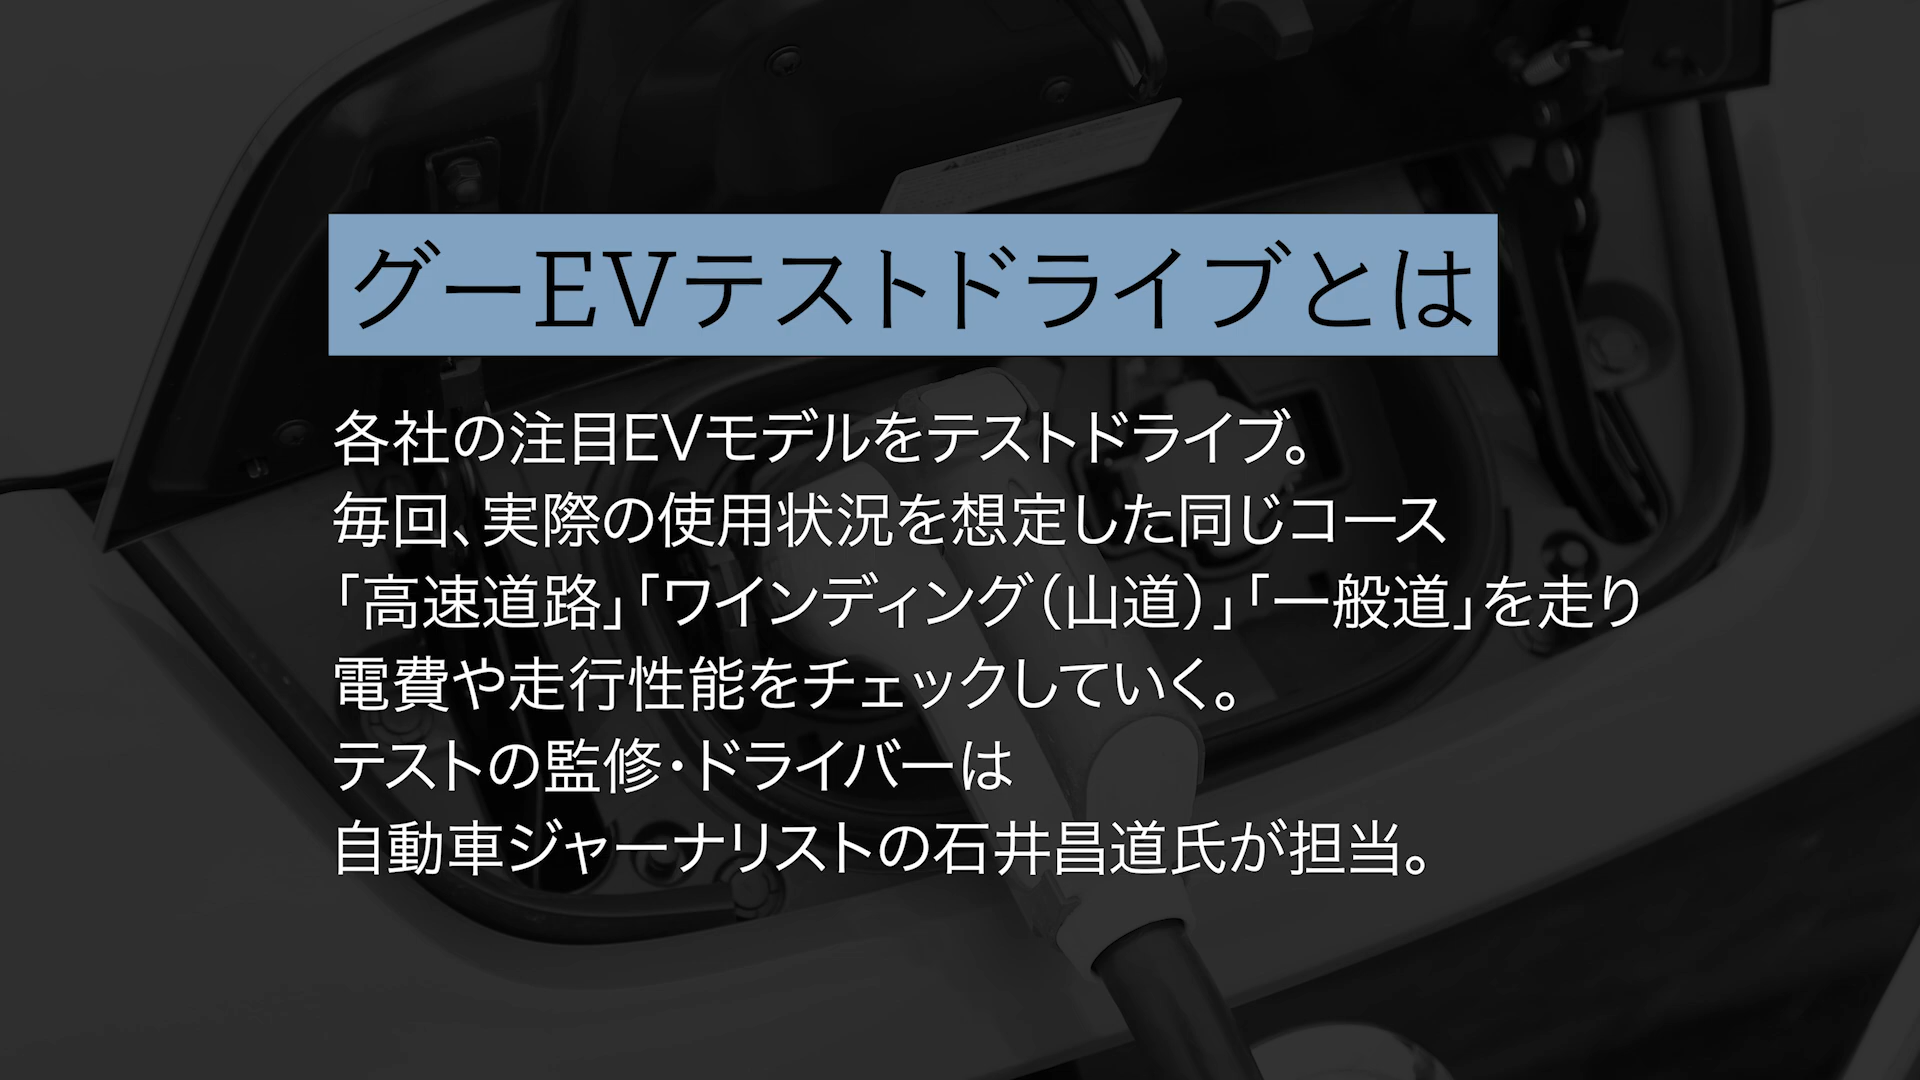 グーEVテストドライブとは
各社の注目EVモデルをテストドライブ。
毎回、実際の使用状況を想定した同じコース
「高速道路」「ワインディング（山道）」「一般道」を走り
電費や走行性能をチェックしていく。
テストの監修・ドライバーは
自動車ジャーナリストの石井昌道氏が担当。